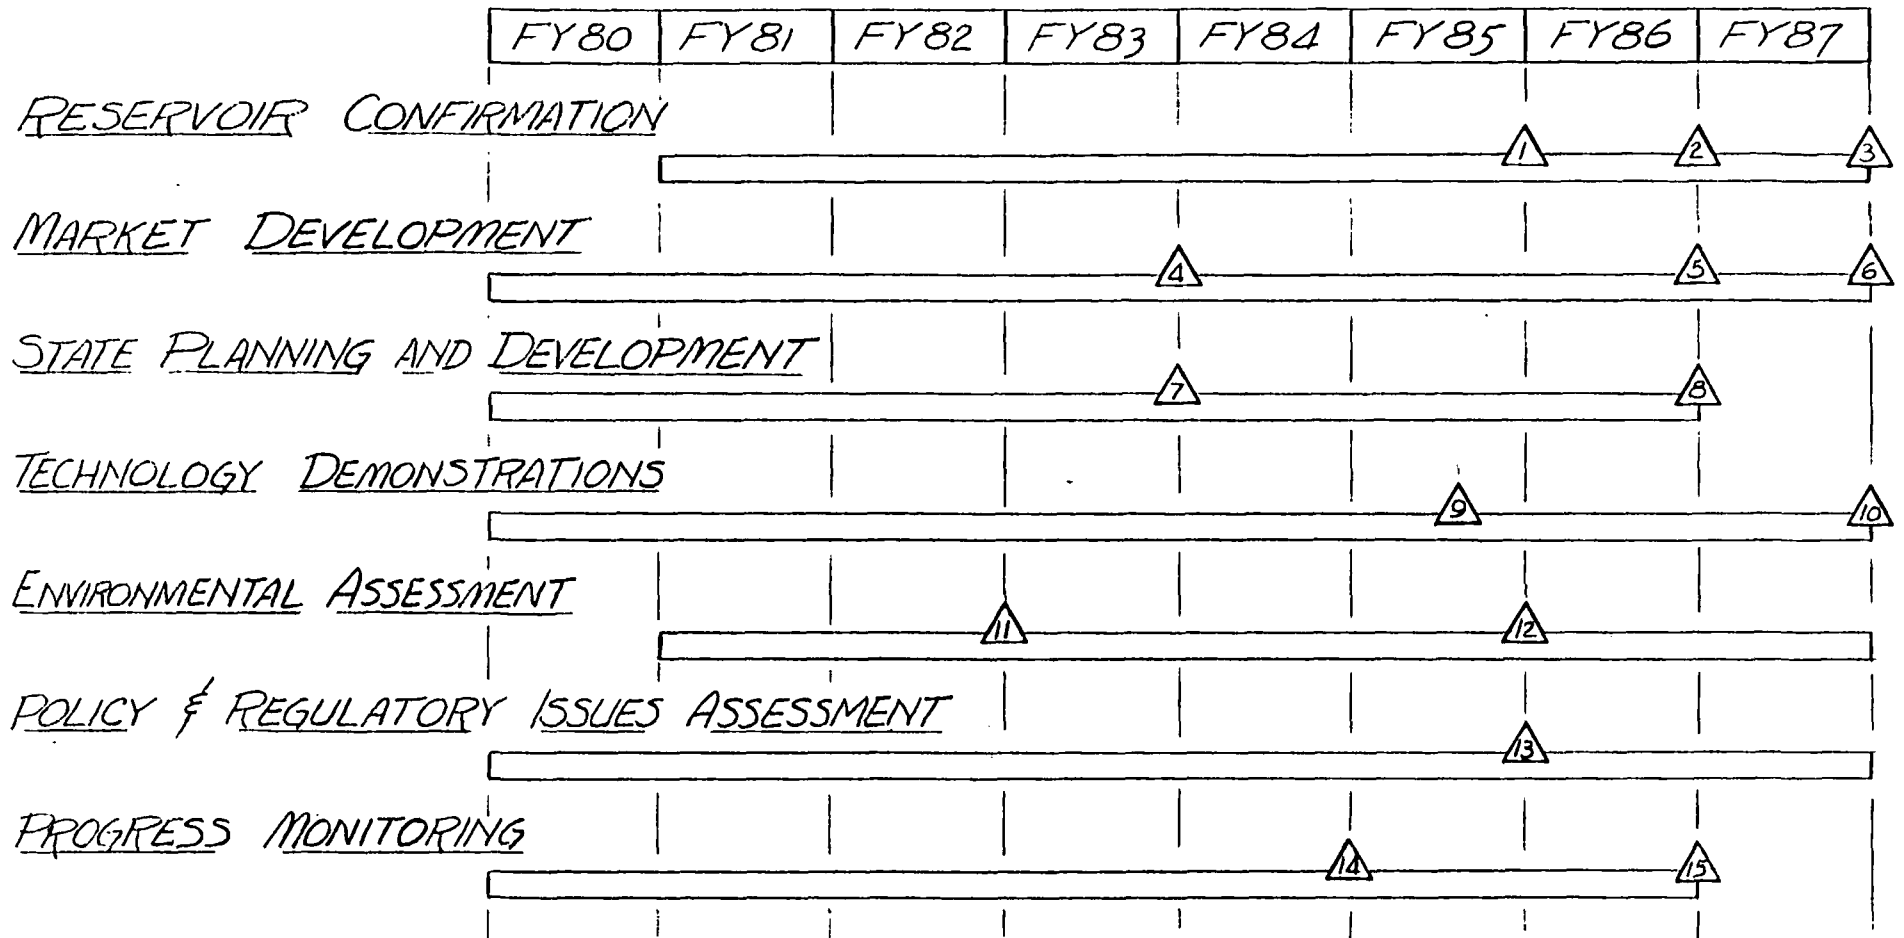 FY80 FY81 FY82 FY83 FY84 FY85 FY86 FY87
RESERVOIR CONFIRMATION
1 2 3
MARKET DEVELOPMENT
4 5 6
STATE PLANNING AND DEVELOPMENT
7 8
TECHNOLOGY DEMONSTRATIONS
9 10
ENVIRONMENTAL ASSESSMENT
11 12
POLICY & REGULATORY ISSUES ASSESSMENT
13
PROGRESS MONITORING
14 15